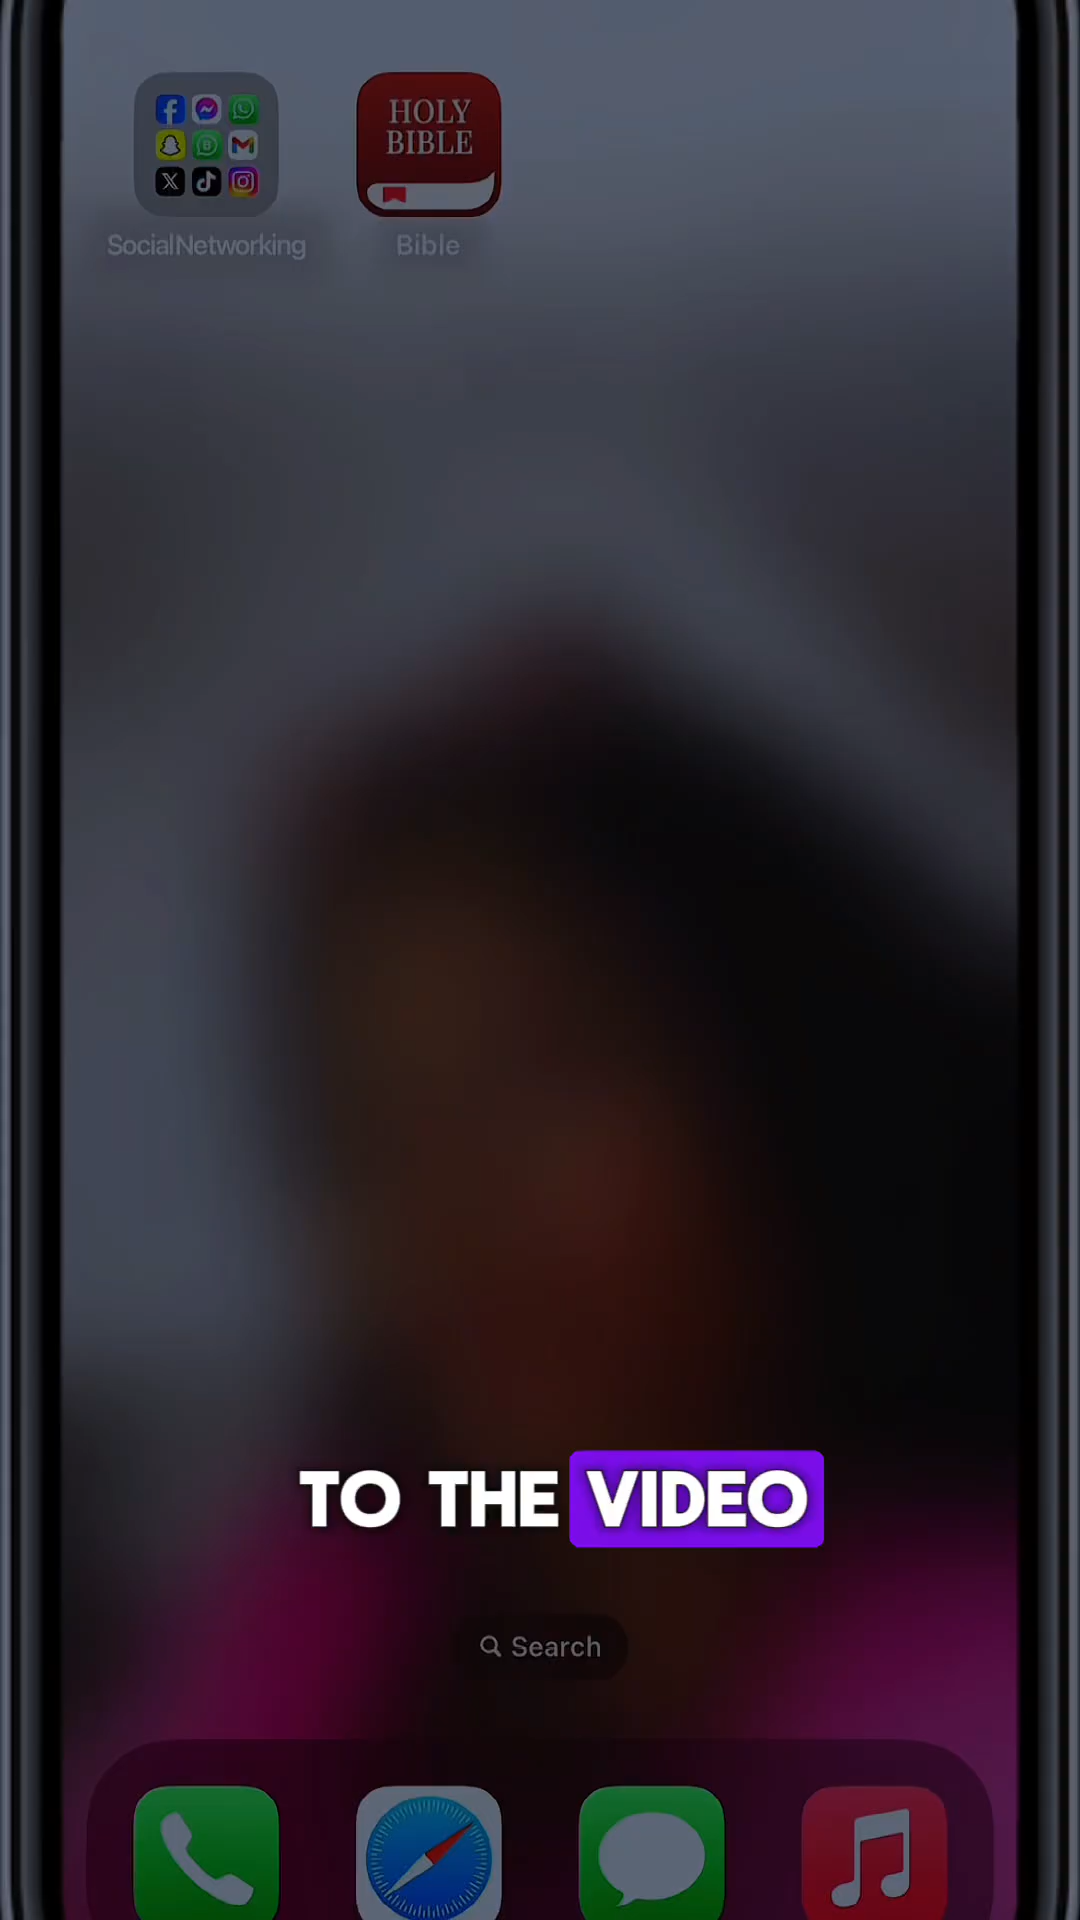 HOLY
BIBLE
SocialNetworking
Bible
TO THE VIDEO
Search